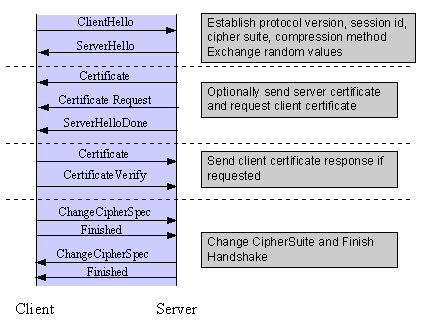 ClientHello
ServerHello
Establish protocol version, session id,
cipher suite, compression method
Exchange random values
Certificate
Certificate Request
ServerHelloDone
Optionally send server certificate
and request client certificate
Certificate
CertificateVerify
Send client certificate response if
requested
ChangeCipherSpec
Finished
ChangeCipherSpec
Finished
Change CipherSuite and Finish
Handshake
Client
Server